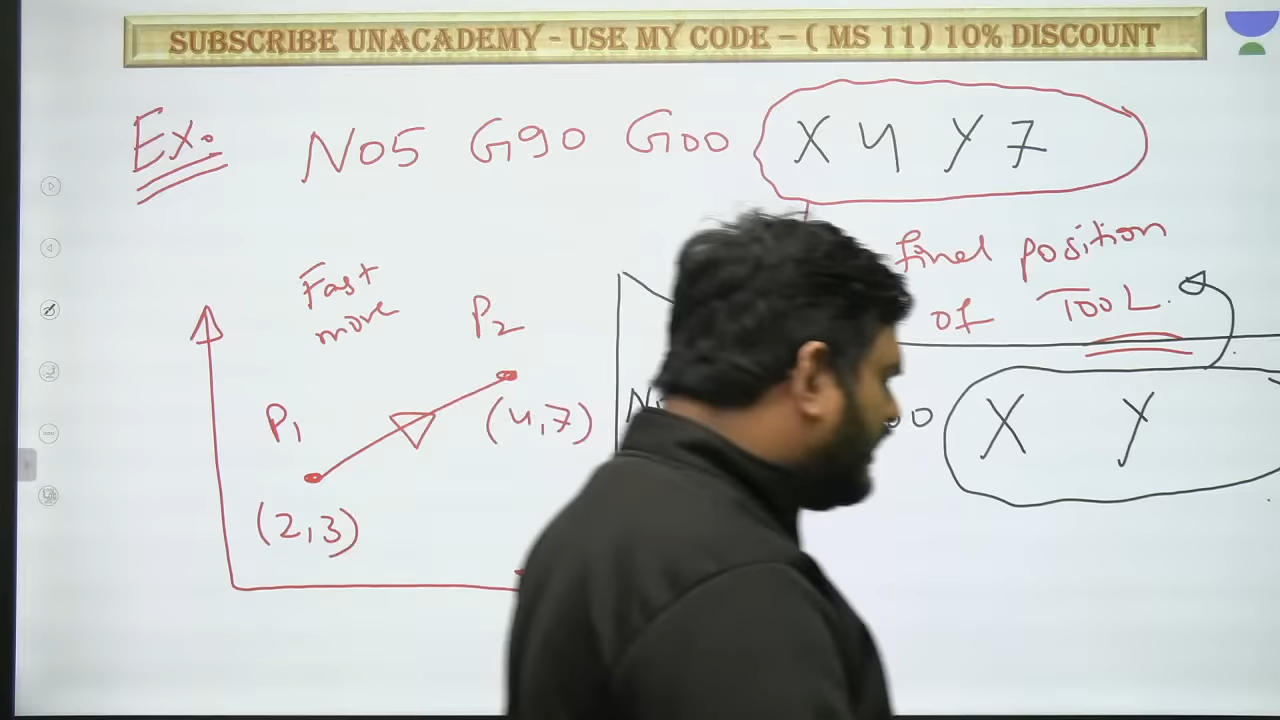 SUBSCRIBE UNACADEMY - USE MY CODE – ( MS 11) 10% DISCOUNT
Ex. N05 G90 G00 X 4 Y 7
final position
of TOOL.
Fast
move
P2
P1
(4,7)
X Y
(2,3)